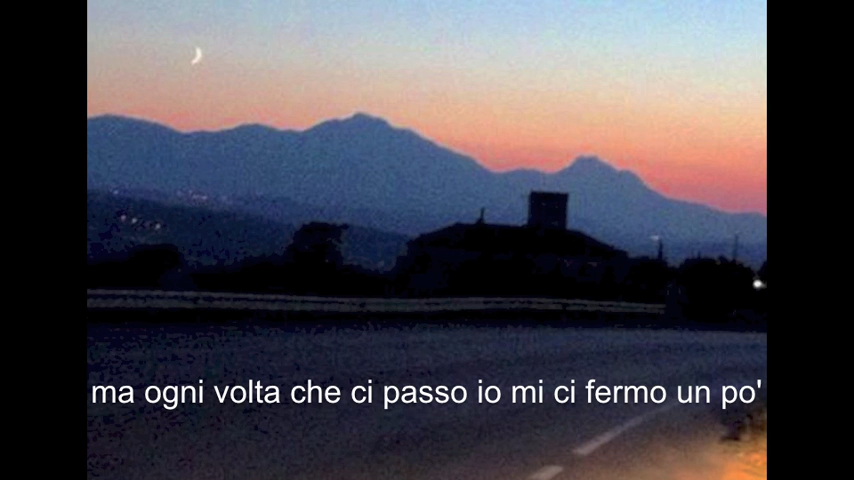 ma ogni volta che ci passo io mi ci fermo un po'